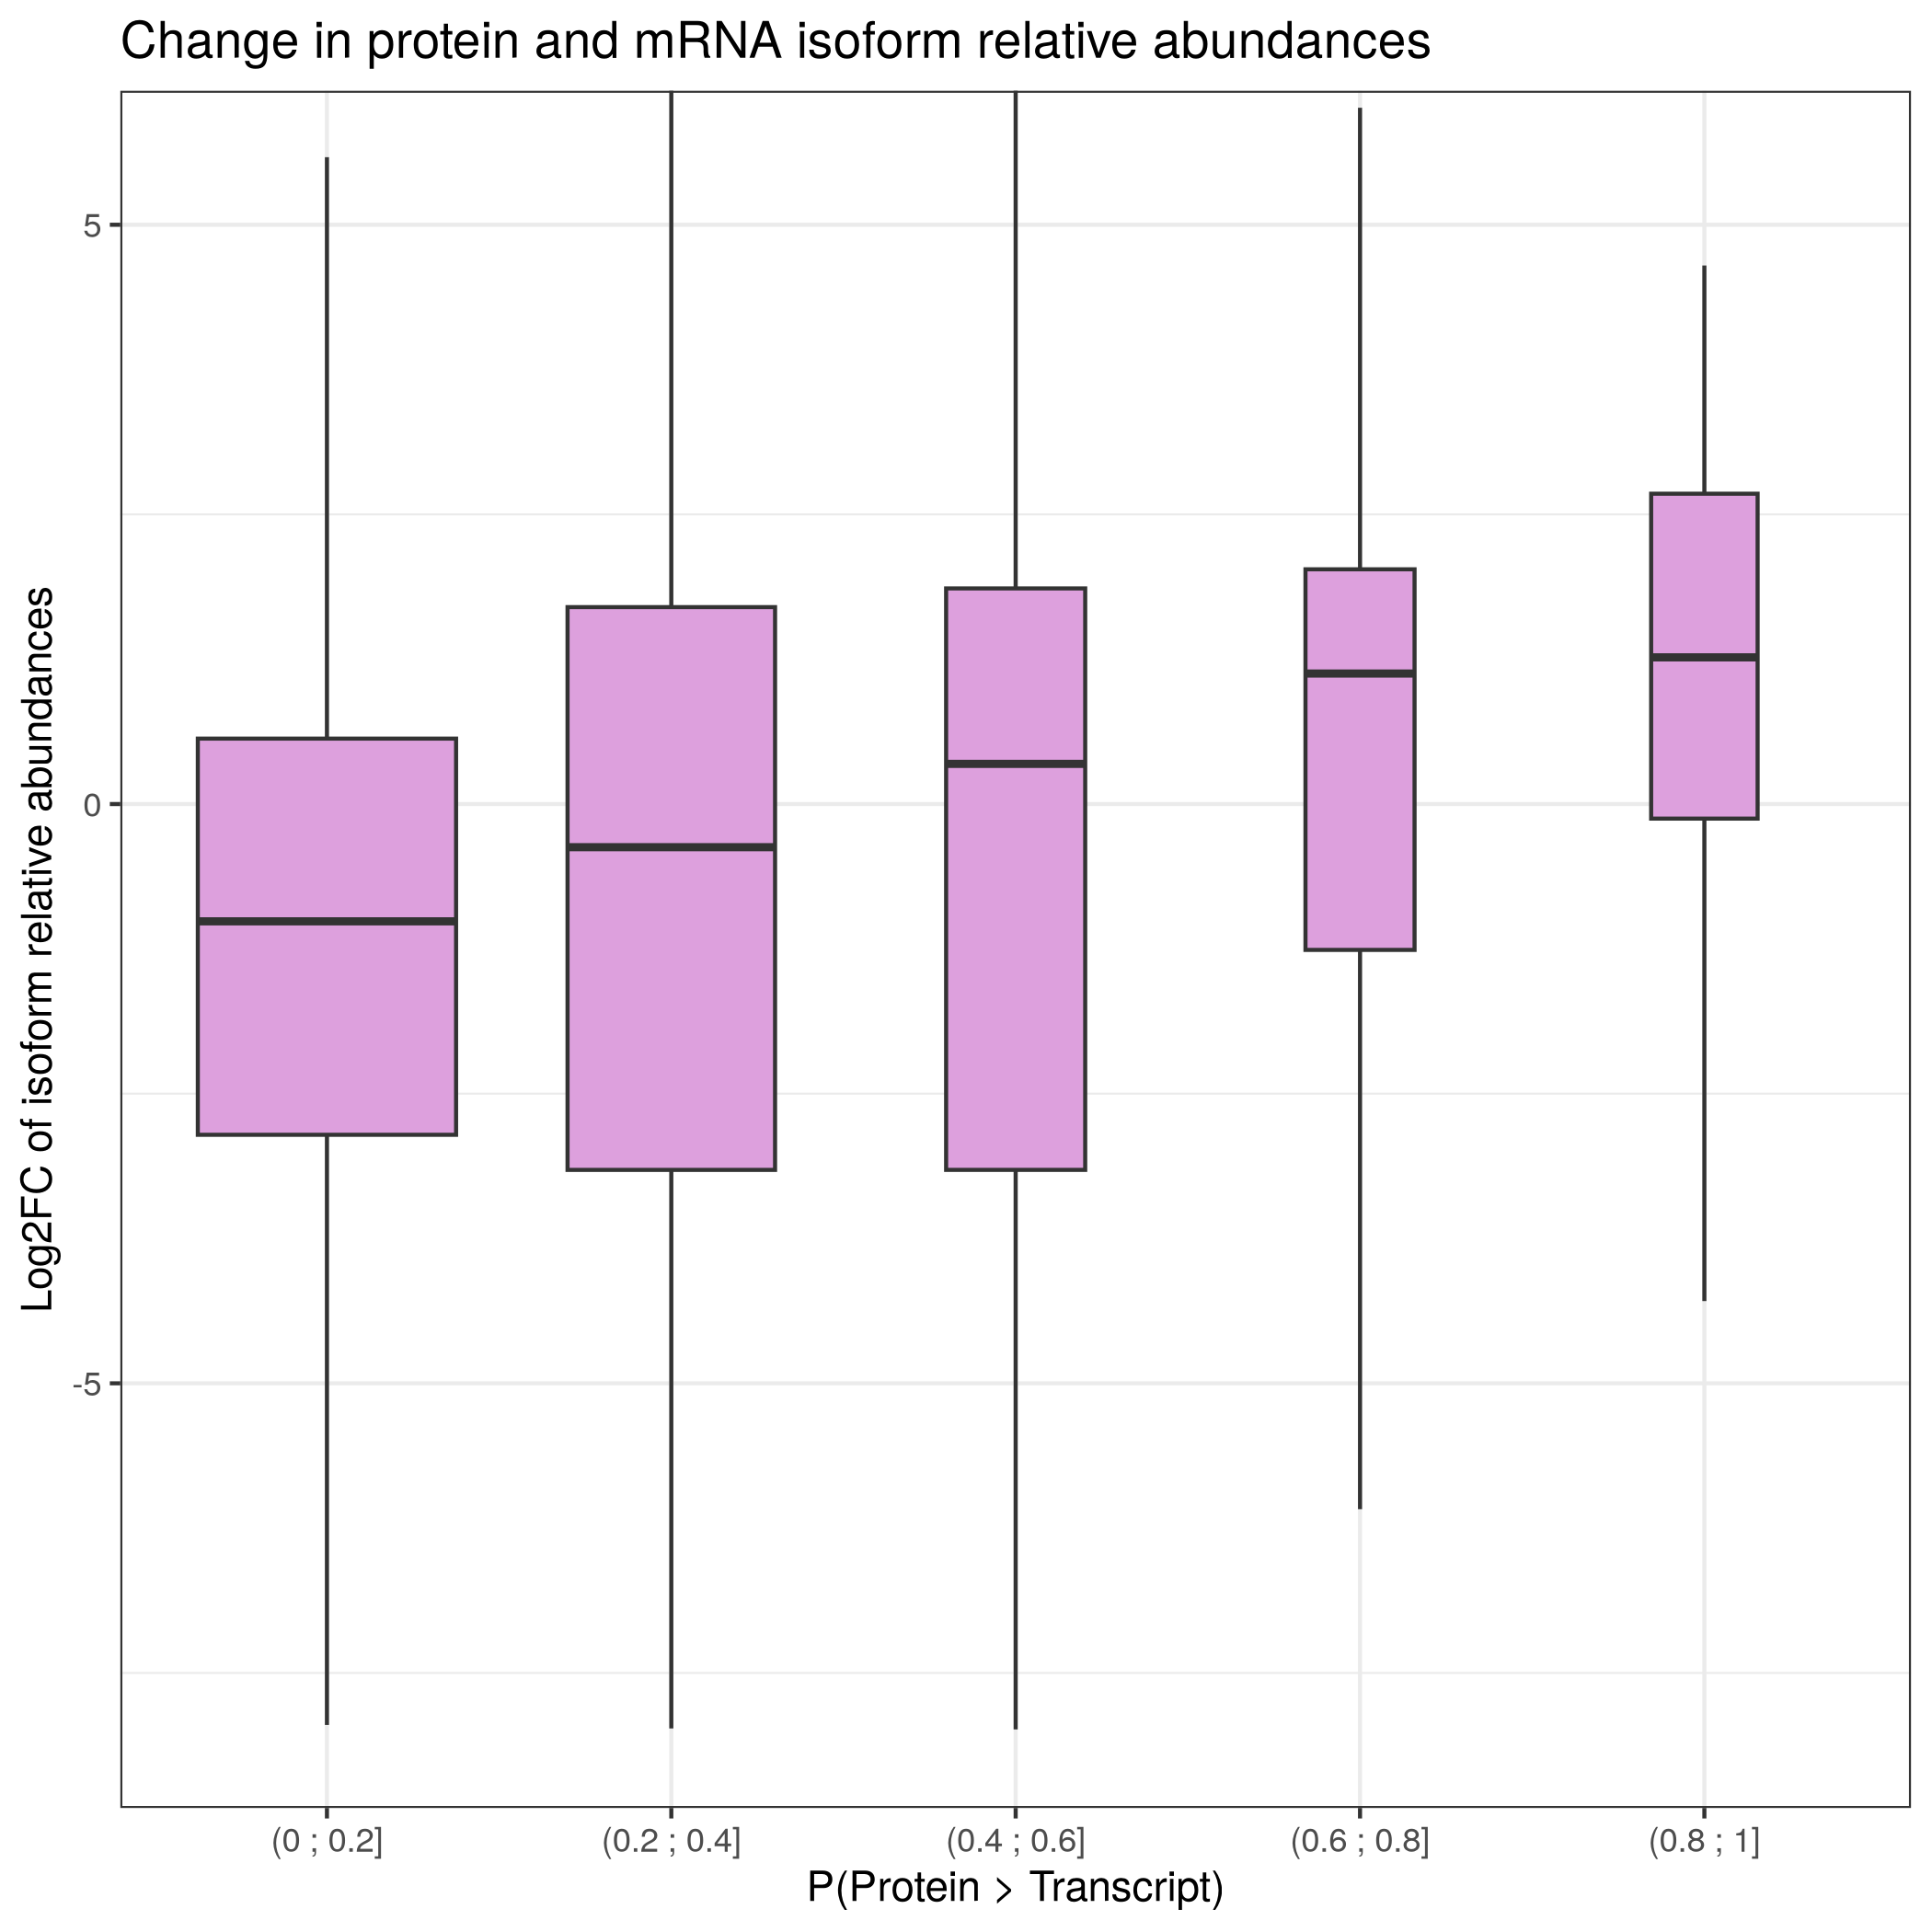 Change in protein and mRNA isoform relative abundances
Log2FC of isoform relative abundances
5
0
-5
(0 ; 0.2]
(0.2 ; 0.4]
(0.4 ; 0.6]
(0.6 ; 0.8]
(0.8 ; 1]
P(Protein > Transcript)